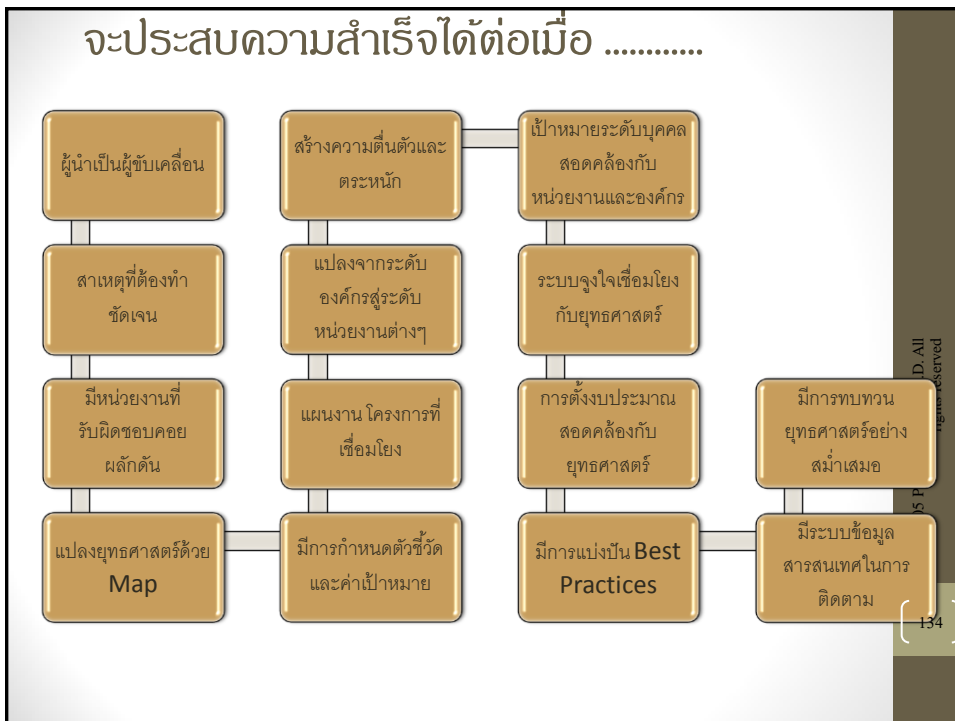 จะประสบความสำเร็จได้ต่อเมื่อ ............
ผู้นำเป็นผู้ขับเคลื่อน
สาเหตุที่ต้องทำ
ชัดเจน
มีหน่วยงานที่
รับผิดชอบคอย
ผลักดัน
แปลงยุทธศาสตร์ด้วย
Map
มีการกำหนดตัวชี้วัด
และค่าเป้าหมาย
แผนงาน โครงการที่
เชื่อมโยง
แปลงจากระดับ
องค์กรสู่ระดับ
หน่วยงานต่างๆ
สร้างความตื่นตัวและ
ตระหนัก
เป้าหมายระดับบุคคล
สอดคล้องกับ
หน่วยงานและองค์กร
ระบบจูงใจเชื่อมโยง
กับยุทธศาสตร์
การตั้งงบประมาณ
สอดคล้องกับ
ยุทธศาสตร์
มีการแบ่งปัน Best
Practices
มีระบบข้อมูล
สารสนเทศในการ
ติดตาม
มีการทบทวน
ยุทธศาสตร์อย่าง
สม่ำเสมอ
.D. All
rights reserved
134